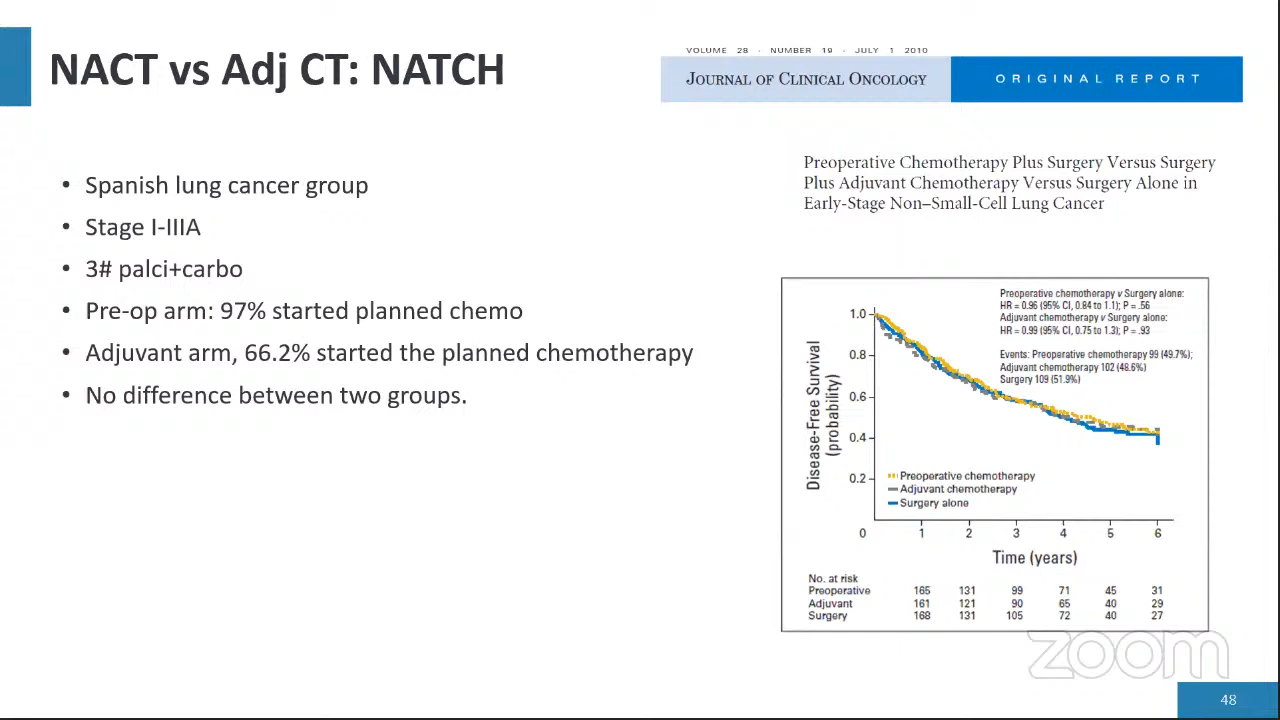 NACT vs Adj CT: NATCH
VOLUME 28 · NUMBER 19 · JULY 1 2010
JOURNAL OF CLINICAL ONCOLOGY
ORIGINAL REPORT
• Spanish lung cancer group
• Stage I-IIIA
• 3# palci+carbo
• Pre-op arm: 97% started planned chemo
• Adjuvant arm, 66.2% started the planned chemotherapy
• No difference between two groups.
Preoperative Chemotherapy Plus Surgery Versus Surgery
Plus Adjuvant Chemotherapy Versus Surgery Alone in
Early-Stage Non–Small-Cell Lung Cancer
Preoperative chemotherapy v Surgery alone:
HR = 0.96 (95% CI, 0.84 to 1.1); P = .56
Adjuvant chemotherapy v Surgery alone:
HR = 0.99 (95% CI, 0.75 to 1.3); P = .93
Events: Preoperative chemotherapy 99 (49.7%);
Adjuvant chemotherapy 102 (48.6%)
Surgery 109 (51.9%)
Disease-Free Survival
(probability)
1.0
0.8
0.6
0.4
0.2
Preoperative chemotherapy
Adjuvant chemotherapy
Surgery alone
0 1 2 3 4 5 6
Time (years)
No. at risk
Preoperative 165 131 99 71 45 31
Adjuvant 161 121 90 65 40 29
Surgery 168 131 105 72 40 27
zoom
48